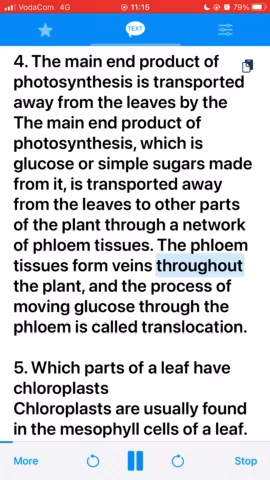 VodaCom 4G
11:15
79%
TEXT
4. The main end product of
photosynthesis is transported
away from the leaves by the
The main end product of
photosynthesis, which is
glucose or simple sugars made
from it, is transported away
from the leaves to other parts
of the plant through a network
of phloem tissues. The phloem
tissues form veins throughout
the plant, and the process of
moving glucose through the
phloem is called translocation.
5. Which parts of a leaf have
chloroplasts
Chloroplasts are usually found
in the mesophyll cells of a leaf.
More
Stop